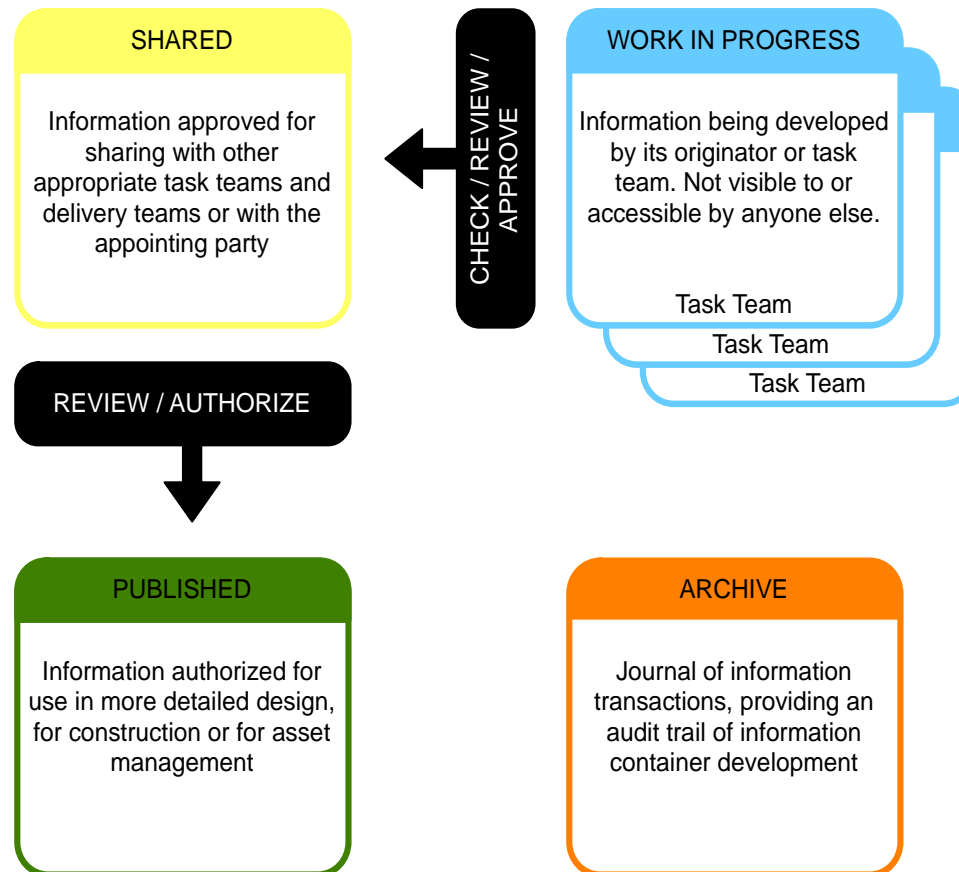 SHARED
Information approved for
sharing with other
appropriate task teams and
delivery teams or with the
appointing party
CHECK / REVIEW /
APPROVE
WORK IN PROGRESS
Information being developed
by its originator or task
team. Not visible to or
accessible by anyone else.
Task Team
Task Team
Task Team
REVIEW / AUTHORIZE
PUBLISHED
Information authorized for
use in more detailed design,
for construction or for asset
management
ARCHIVE
Journal of information
transactions, providing an
audit trail of information
container development